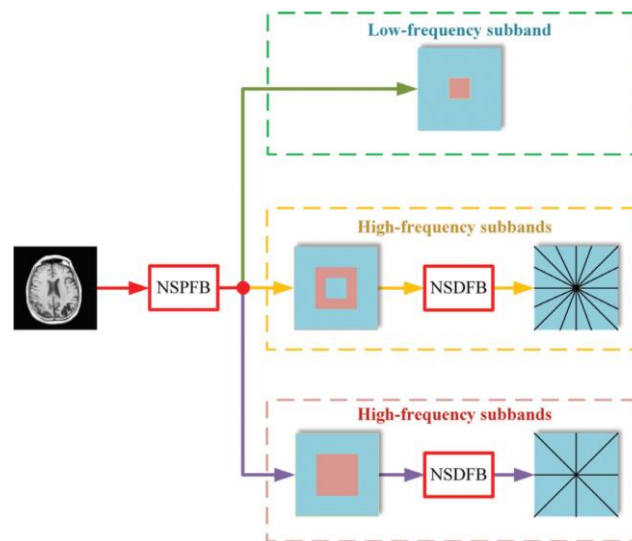 Low-frequency subband
High-frequency subbands
NSPFB
NSDFB
High-frequency subbands
NSDFB